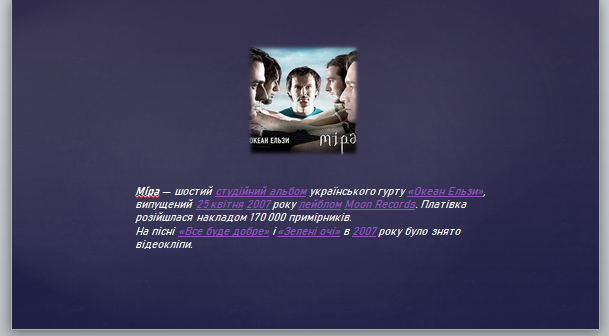 ОКЕАН ЕЛЬЗИ
міра
Міра — шостий студійний альбом українського гурту «Океан Ельзи»,
випущений 25 квітня 2007 року лейблом Moon Records. Платівка
розійшлася накладом 170 000 примірників.
На пісні «Все буде добре» і «Зелені очі» в 2007 року було знято
відеокліпи.